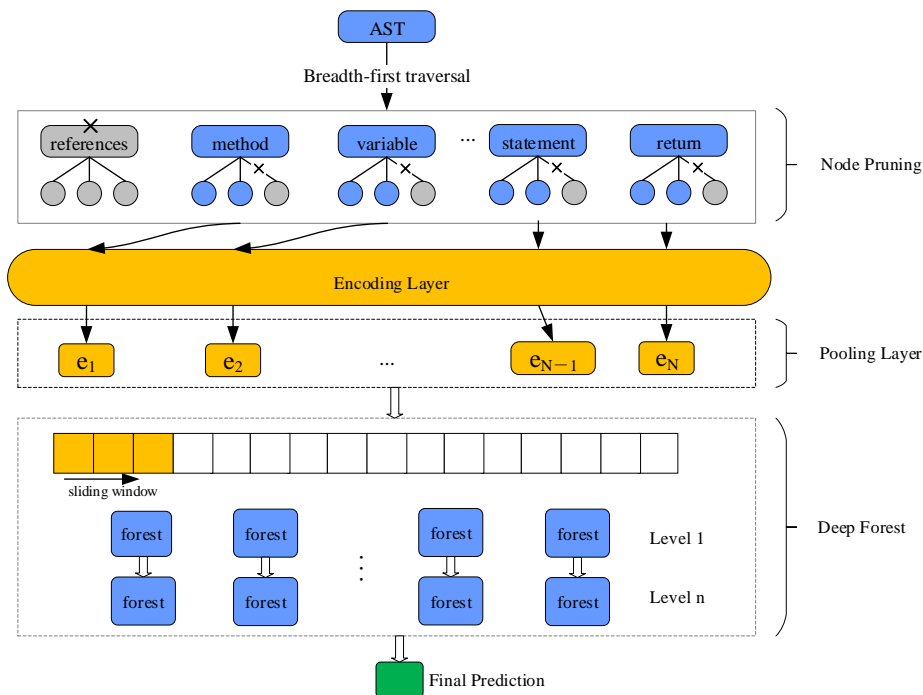 AST
Breadth-first traversal
references method variable ... statement return
Node Pruning
Encoding Layer
e1 e2 ... eN−1 eN
Pooling Layer
sliding window
forest forest forest forest
Level 1
Deep Forest
forest forest forest forest
Level n
Final Prediction